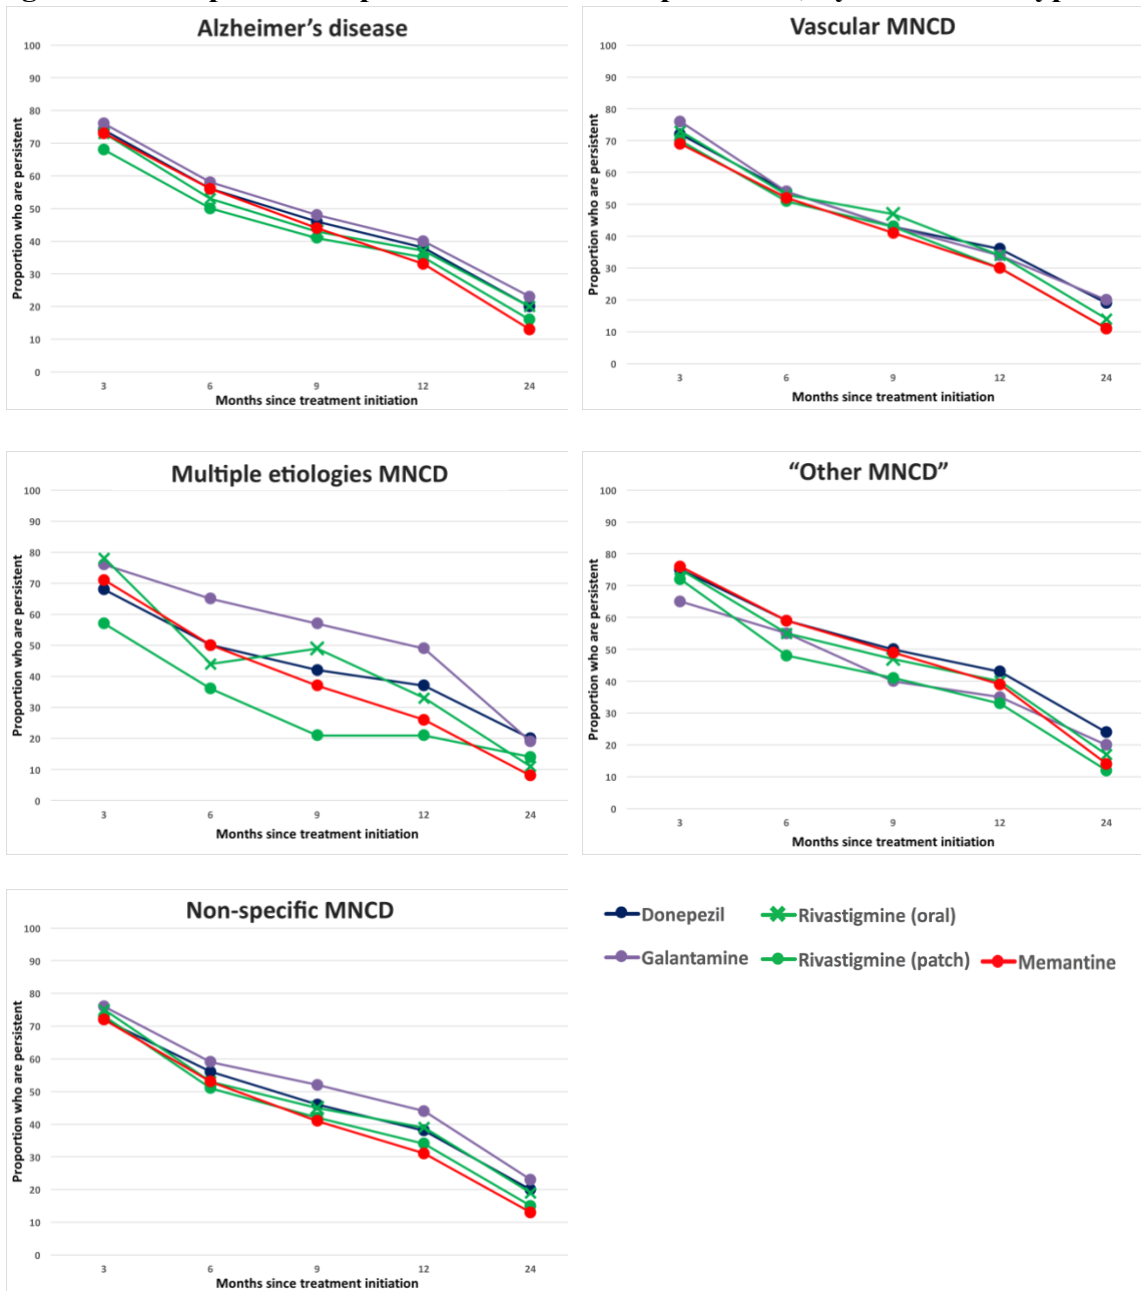 Alzheimer's disease
Proportion who are persistent
100
90
80
70
60
50
40
30
20
10
0
3 6 9 12 24
Months since treatment initiation
Vascular MNCD
Proportion who are persistent
100
90
80
70
60
50
40
30
20
10
0
3 6 9 12 24
Months since treatment initiation
Multiple etiologies MNCD
Proportion who are persistent
100
90
80
70
60
50
40
30
20
10
0
3 6 9 12 24
Months since treatment initiation
“Other MNCD”
Proportion who are persistent
100
90
80
70
60
50
40
30
20
10
0
3 6 9 12 24
Months since treatment initiation
Non-specific MNCD
Proportion who are persistent
100
90
80
70
60
50
40
30
20
10
0
3 6 9 12 24
Months since treatment initiation
Donepezil Rivastigmine (oral)
Galantamine Rivastigmine (patch) Memantine